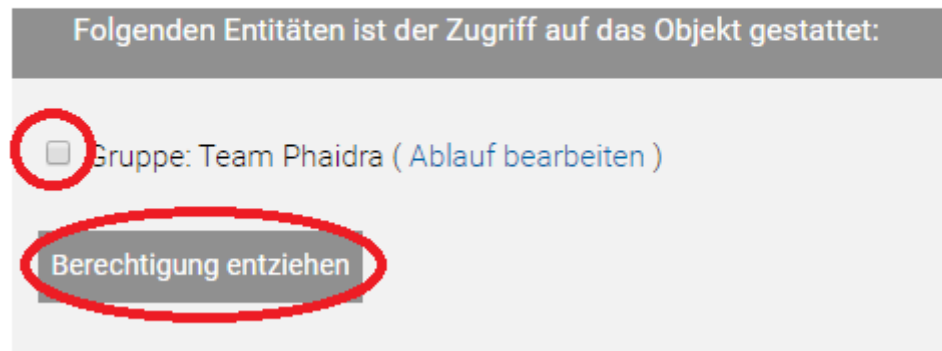 Folgenden Entitäten ist der Zugriff auf das Objekt gestattet:
Gruppe: Team Phaidra ( Ablauf bearbeiten )
Berechtigung entziehen